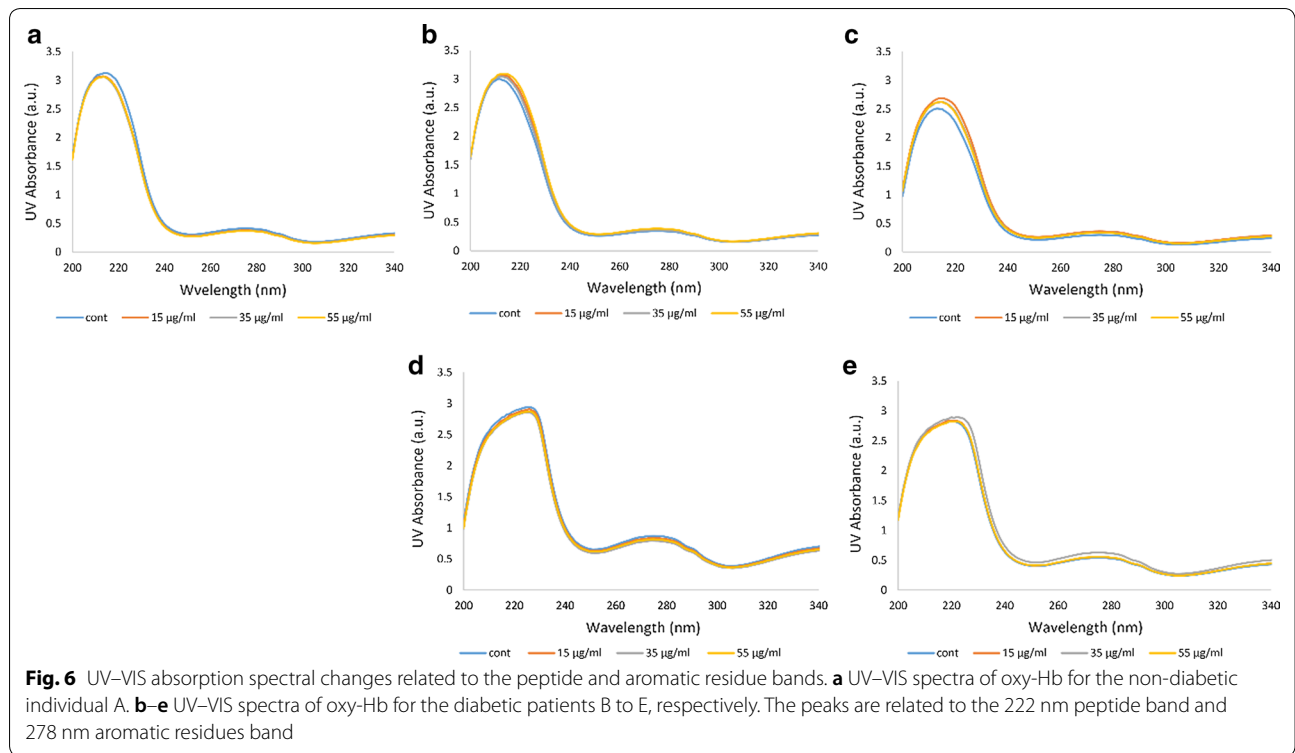 a
3.5
3
2.5
2
1.5
1
0.5
0
UV Absorbance (a.u.)
200 220 240 260 280 300 320 340
Wvelength (nm)
cont 15 µg/ml 35 µg/ml 55 µg/ml
b
3.5
3
2.5
2
1.5
1
0.5
0
UV Absorbance (a.u.)
200 220 240 260 280 300 320 340
Wavelength (nm)
cont 15 µg/ml 35 µg/ml 55 µg/ml
c
3.5
3
2.5
2
1.5
1
0.5
0
UV Absorbance (a.u.)
200 220 240 260 280 300 320 340
Wavelength (nm)
cont 15 µg/ml 35 µg/ml 55 µg/ml
d
3.5
3
2.5
2
1.5
1
0.5
0
UV Absorbance (a.u.)
200 220 240 260 280 300 320 340
Wavelength (nm)
cont 15 µg/ml 35 µg/ml 55 µg/ml
e
3.5
3
2.5
2
1.5
1
0.5
0
UV Absorbance (a.u.)
200 220 240 260 280 300 320 340
Wavelength (nm)
cont 15 µg/ml 35 µg/ml 55 µg/ml
Fig. 6 UV–VIS absorption spectral changes related to the peptide and aromatic residue bands. a UV–VIS spectra of oxy-Hb for the non-diabetic
individual A. b–e UV–VIS spectra of oxy-Hb for the diabetic patients B to E, respectively. The peaks are related to the 222 nm peptide band and
278 nm aromatic residues band